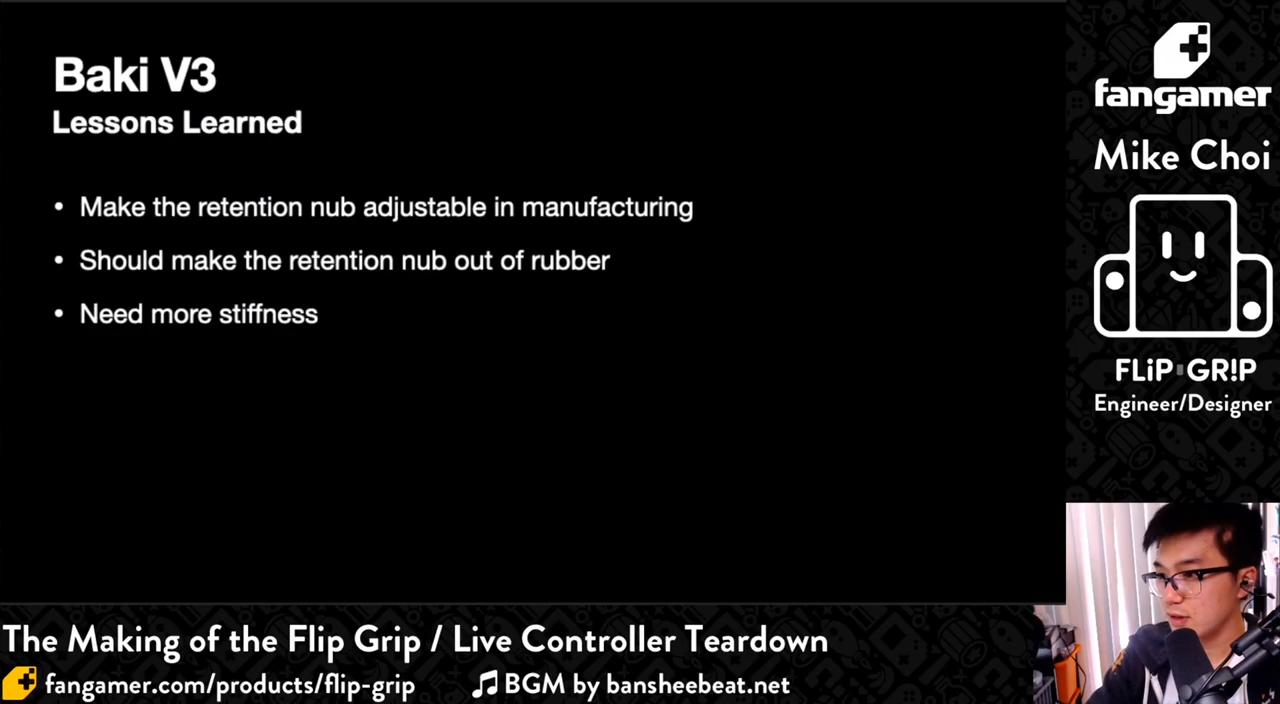 Baki V3
Lessons Learned
• Make the retention nub adjustable in manufacturing
• Should make the retention nub out of rubber
• Need more stiffness
fangamer
Mike Choi
FLiP GR!P
Engineer/Designer
The Making of the Flip Grip / Live Controller Teardown
fangamer.com/products/flip-grip
BGM by bansheebeat.net